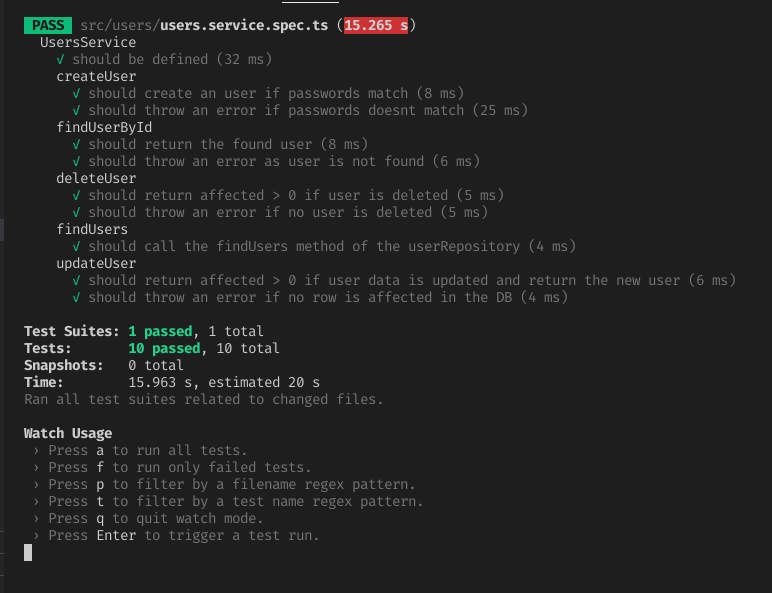 PASS src/users/users.service.spec.ts (15.265 s)
UsersService
√ should be defined (32 ms)
createUser
√ should create an user if passwords match (8 ms)
√ should throw an error if passwords doesnt match (25 ms)
findUserById
√ should return the found user (8 ms)
√ should throw an error as user is not found (6 ms)
deleteUser
√ should return affected > 0 if user is deleted (5 ms)
√ should throw an error if no user is deleted (5 ms)
findUsers
√ should call the findUsers method of the userRepository (4 ms)
updateUser
√ should return affected > 0 if user data is updated and return the new user (6 ms)
√ should throw an error if no row is affected in the DB (4 ms)
Test Suites: 1 passed, 1 total
Tests: 10 passed, 10 total
Snapshots: 0 total
Time: 15.963 s, estimated 20 s
Ran all test suites related to changed files.
Watch Usage
› Press a to run all tests.
› Press f to run only failed tests.
› Press p to filter by a filename regex pattern.
› Press t to filter by a test name regex pattern.
› Press q to quit watch mode.
› Press Enter to trigger a test run.